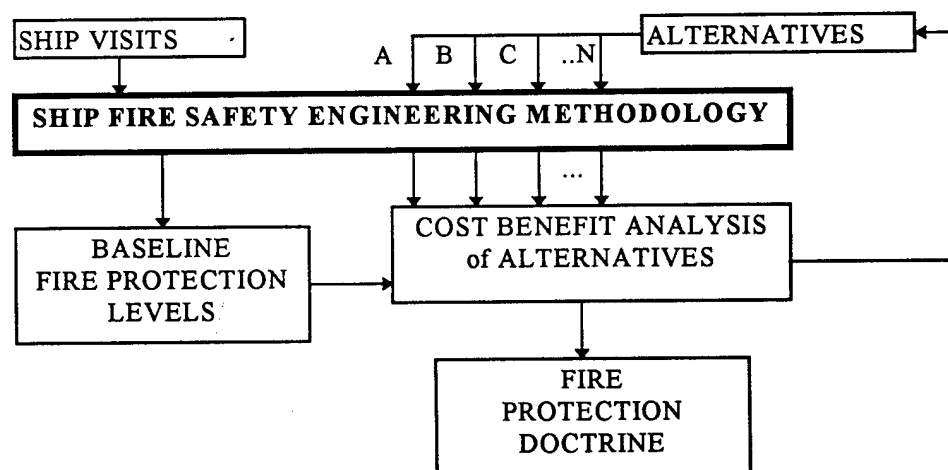 SHIP VISITS
ALTERNATIVES
A B C ..N
SHIP FIRE SAFETY ENGINEERING METHODOLOGY
...
BASELINE
FIRE PROTECTION
LEVELS
COST BENEFIT ANALYSIS
of ALTERNATIVES
FIRE
PROTECTION
DOCTRINE